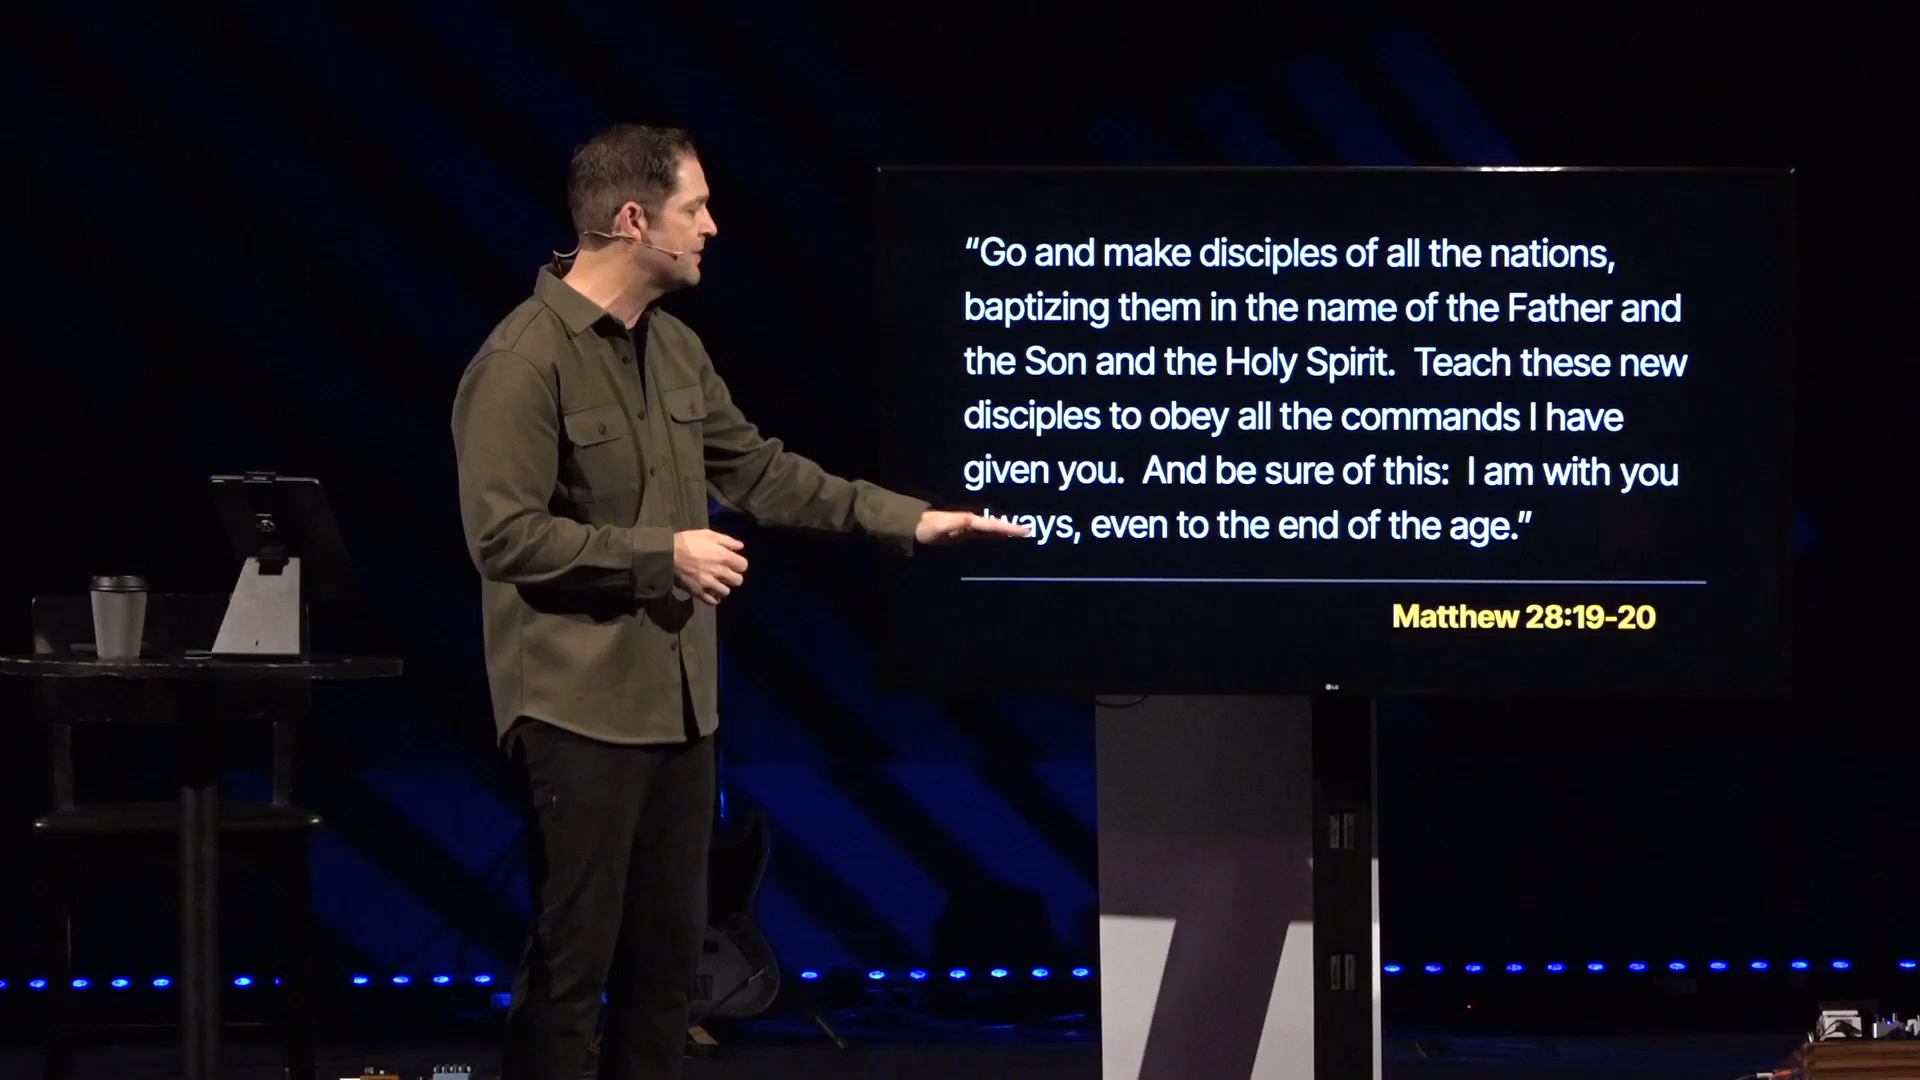 “Go and make disciples of all the nations,
baptizing them in the name of the Father and
the Son and the Holy Spirit.  Teach these new
disciples to obey all the commands I have
given you.  And be sure of this:  I am with you
always, even to the end of the age.”
Matthew 28:19-20
LG